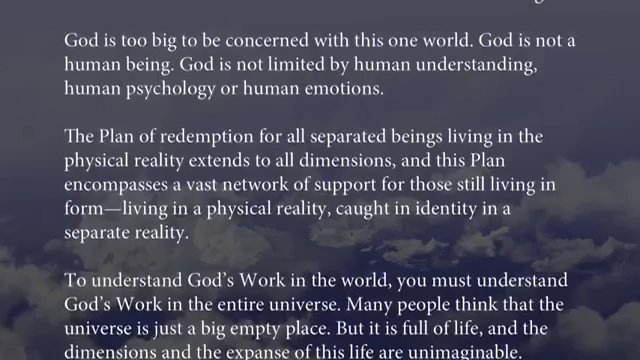 God is too big to be concerned with this one world. God is not a
human being. God is not limited by human understanding,
human psychology or human emotions.
The Plan of redemption for all separated beings living in the
physical reality extends to all dimensions, and this Plan
encompasses a vast network of support for those still living in
form—living in a physical reality, caught in identity in a
separate reality.
To understand God’s Work in the world, you must understand
God’s Work in the entire universe. Many people think that the
universe is just a big empty place. But it is full of life, and the
dimensions and the expanse of this life are unimaginable.